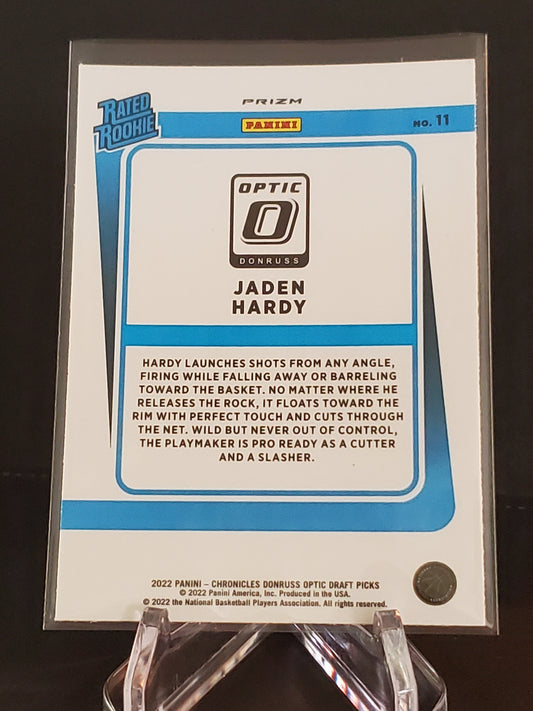 RATED
ROOKIE
PRIZM
PANINI
NO. 11
OPTIC
O
DONRUSS
JADEN
HARDY
HARDY LAUNCHES SHOTS FROM ANY ANGLE,
FIRING WHILE FALLING AWAY OR BARRELING
TOWARD THE BASKET. NO MATTER WHERE HE
RELEASES THE ROCK, IT FLOATS TOWARD THE
RIM WITH PERFECT TOUCH AND CUTS THROUGH
THE NET. WILD BUT NEVER OUT OF CONTROL,
THE PLAYMAKER IS PRO READY AS A CUTTER
AND A SLASHER.
2022 PANINI – CHRONICLES DONRUSS OPTIC DRAFT PICKS
© 2022 Panini America, Inc. Produced in the USA.
© 2022 the National Basketball Players Association. All rights reserved.